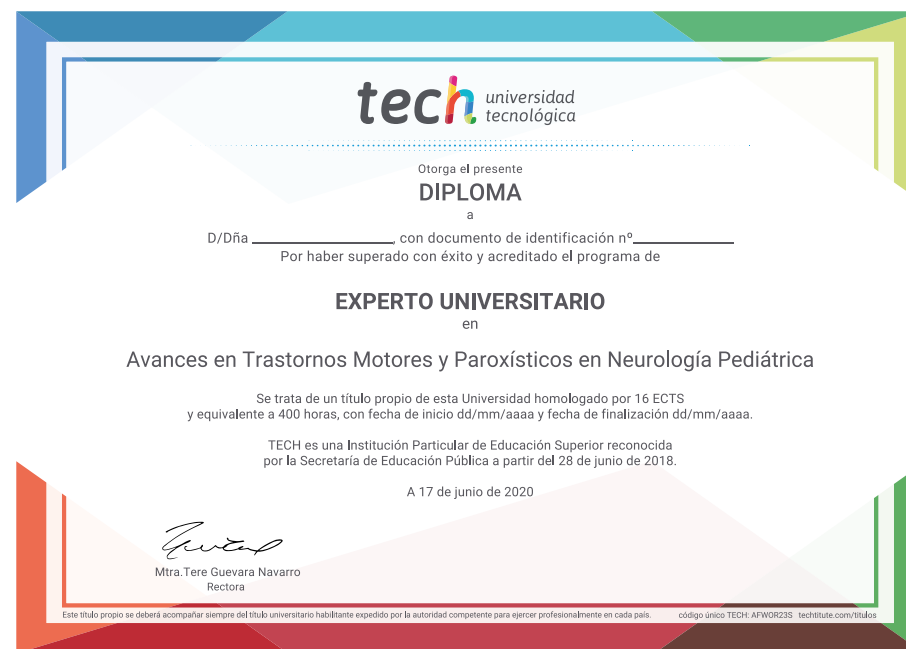 tech universidad
tecnológica
Otorga el presente
DIPLOMA
a
D/Dña ____________________, con documento de identificación nº______________
Por haber superado con éxito y acreditado el programa de
EXPERTO UNIVERSITARIO
en
Avances en Trastornos Motores y Paroxísticos en Neurología Pediátrica
Se trata de un título propio de esta Universidad homologado por 16 ECTS
y equivalente a 400 horas, con fecha de inicio dd/mm/aaaa y fecha de finalización dd/mm/aaaa.
TECH es una Institución Particular de Educación Superior reconocida
por la Secretaría de Educación Pública a partir del 28 de junio de 2018.
A 17 de junio de 2020
Mtra.Tere Guevara Navarro
Rectora
Este título propio se deberá acompañar siempre del título universitario habilitante expedido por la autoridad competente para ejercer profesionalmente en cada país. código único TECH: AFWOR23S techtitute.com/titulos